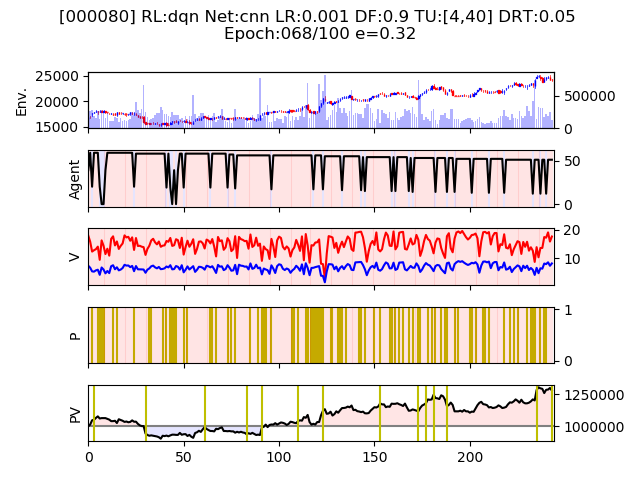 [000080] RL:dqn Net:cnn LR:0.001 DF:0.9 TU:[4,40] DRT:0.05
Epoch:068/100 e=0.32
Env.
25000
20000
15000
500000
0
Agent
50
0
V
20
10
P
1
0
PV
1250000
1000000
0 50 100 150 200